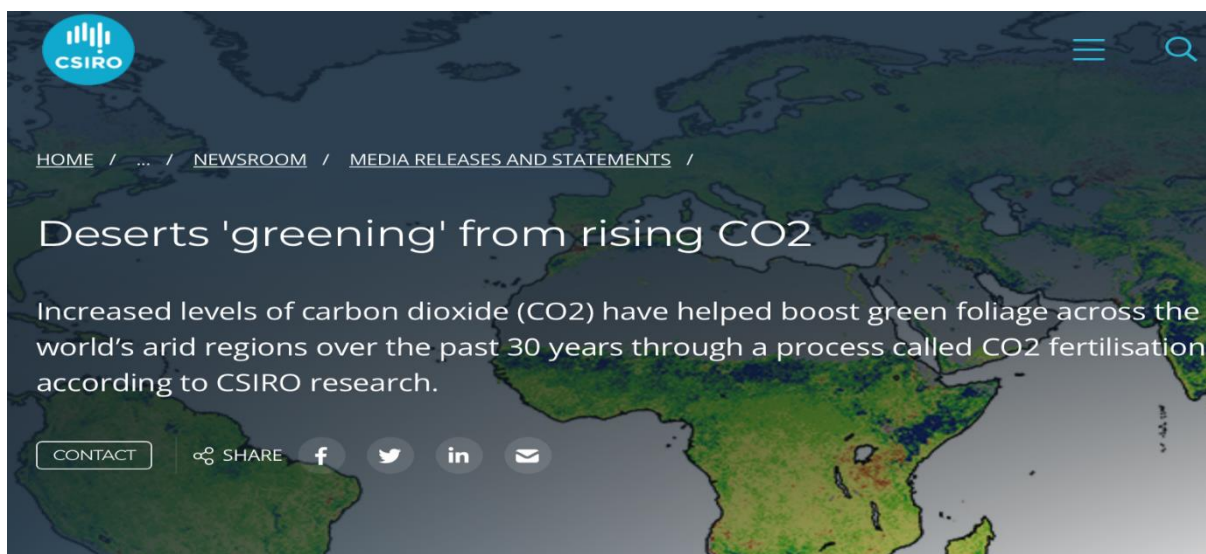 CSIRO
HOME / ... / NEWSROOM / MEDIA RELEASES AND STATEMENTS /
Deserts 'greening' from rising CO2
Increased levels of carbon dioxide (CO2) have helped boost green foliage across the
world's arid regions over the past 30 years through a process called CO2 fertilisation
according to CSIRO research.
CONTACT SHARE